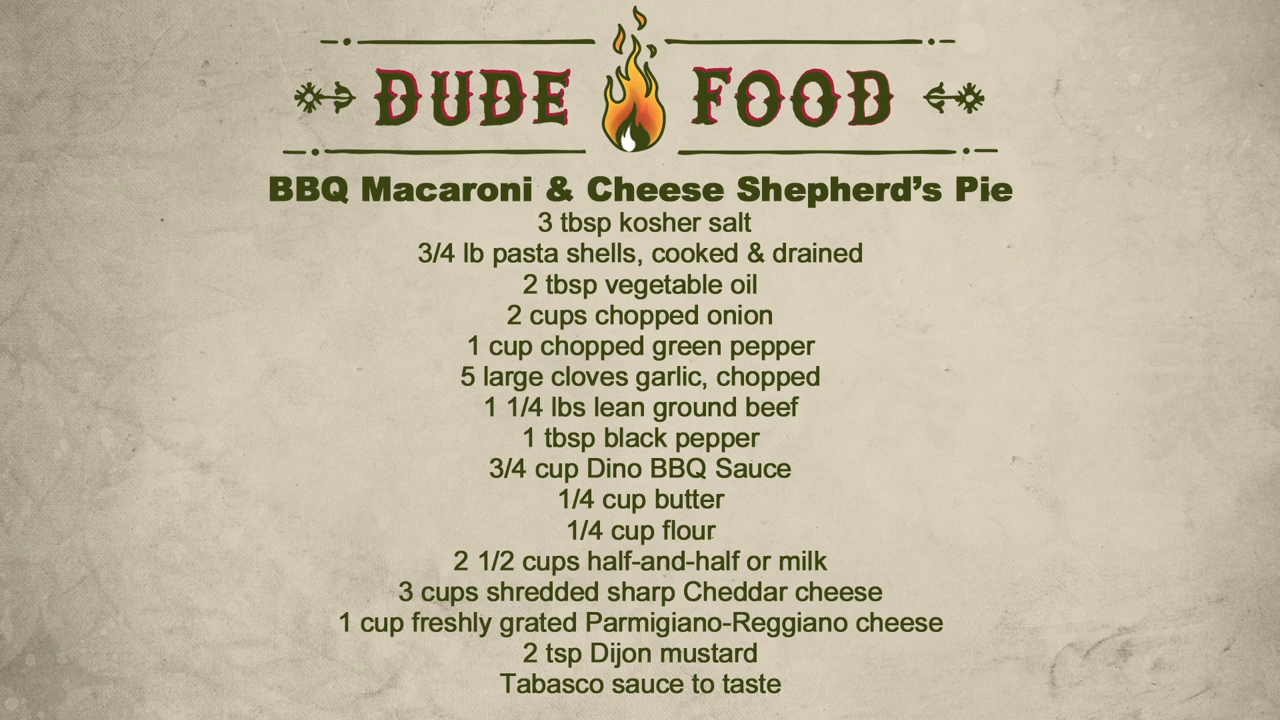 DUDE FOOD
BBQ Macaroni & Cheese Shepherd’s Pie
3 tbsp kosher salt
3/4 lb pasta shells, cooked & drained
2 tbsp vegetable oil
2 cups chopped onion
1 cup chopped green pepper
5 large cloves garlic, chopped
1 1/4 lbs lean ground beef
1 tbsp black pepper
3/4 cup Dino BBQ Sauce
1/4 cup butter
1/4 cup flour
2 1/2 cups half-and-half or milk
3 cups shredded sharp Cheddar cheese
1 cup freshly grated Parmigiano-Reggiano cheese
2 tsp Dijon mustard
Tabasco sauce to taste